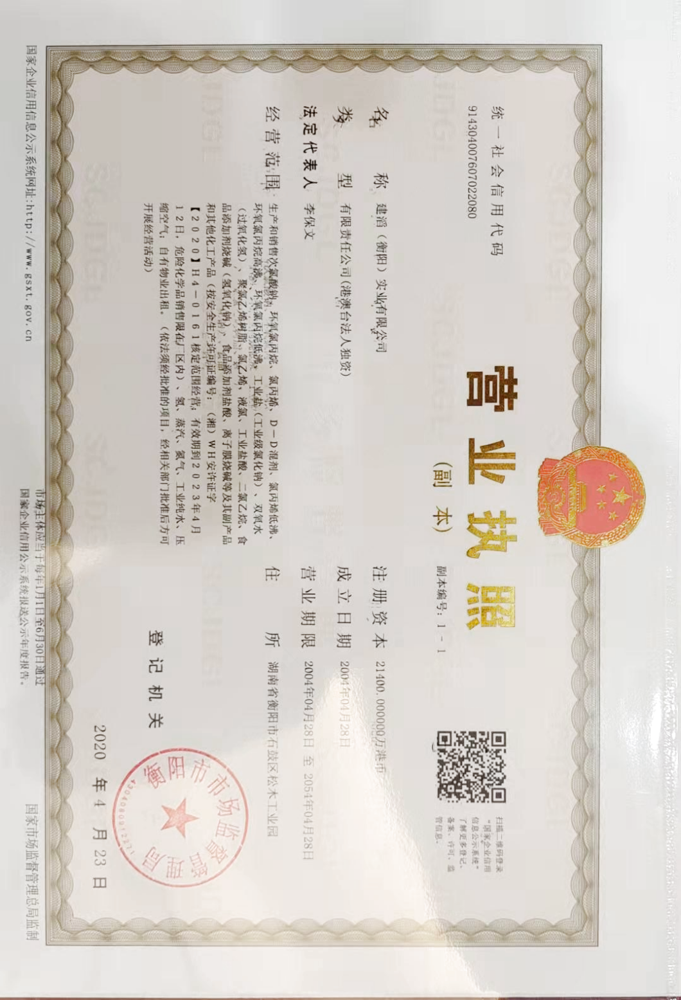 统一社会信用代码
914304007607022080
营业执照
（副 本）
副本编号：1－1
扫描二维码登录
“国家企业信用
信息公示系统”
了解更多登记、
备案、许可、监
管信息。
名 称 建滔（衡阳）实业有限公司
类 型 有限责任公司(港澳台法人独资)
法定代表人 李保文
经营范围 生产和销售次氯酸钠、环氧氯丙烷、氯丙烯、D－D混剂、氯丙烯低沸、
环氧氯丙烷高沸、环氧氯丙烷低沸、工业盐（工业级氯化钠）、双氧水
（过氧化氢）、聚氯乙烯树脂、氯乙烯、液氯、工业盐酸、二氯乙烷、食
品添加剂烧碱（氢氧化钠）、食品添加剂盐酸、离子膜烧碱等及其副产品
和其他化工产品（按安全生产许可证编号：（湘）WH安许证字
【2020】H4－0161核定范围经营；有效期到2023年4月
12日，危险化学品销售限在厂区内）、氢、蒸汽、氮气、工业纯水、压
缩空气；自有物业出租。（依法须经批准的项目，经相关部门批准后方可
开展经营活动）
注册资本 21400.000000万港币
成立日期 2004年04月28日
营业期限 2004年04月28日 至 2054年04月28日
住 所 湖南省衡阳市石鼓区松木工业园
登记机关
衡阳市市场监督管理局
2020 年 4 月 23 日
国家企业信用信息公示系统网址:http://www.gsxt.gov.cn
市场主体应当于每年1月1日至6月30日通过
国家企业信用公示系统报送公示年度报告。
国家市场监督管理总局监制